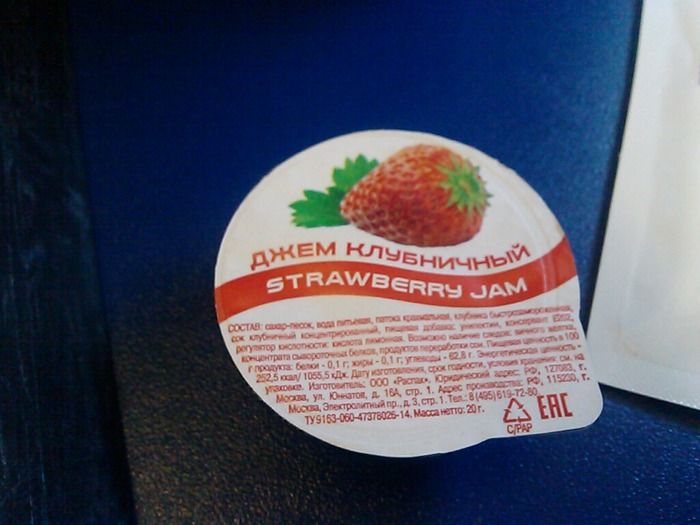 ДЖЕМ КЛУБНИЧНЫЙ
STRAWBERRY JAM
СОСТАВ: сахар-песок, вода питьевая, патока крахмальная, клубника быстрозамороженная,
сок клубничный концентрированный, пищевая добавка: унипектин, консервант Е202,
регулятор кислотности: кислота лимонная. Возможно наличие следов: яичного желтка,
концентрата сывороточных белков, продуктов переработки сои. Пищевая ценность в 100
г продукта: белки - 0,1 г; жиры - 0,1 г; углеводы - 62,8 г. Энергетическая ценность -
252,5 ккал/ 1055,5 кДж. Дату изготовления, срок годности, условия хранения: см. на
упаковке. Изготовитель: ООО «Распак». Юридический адрес: РФ, 127083, г.
Москва, ул. Юннатов, д. 16А, стр. 1. Адрес производства: РФ, 115230, г.
Москва, Электролитный пр., д. 3, стр. 1. Тел.: 8 (495) 619-72-80
ТУ 9163-060-47378026-14, Масса нетто: 20 г.
C/PAP
ЕАС